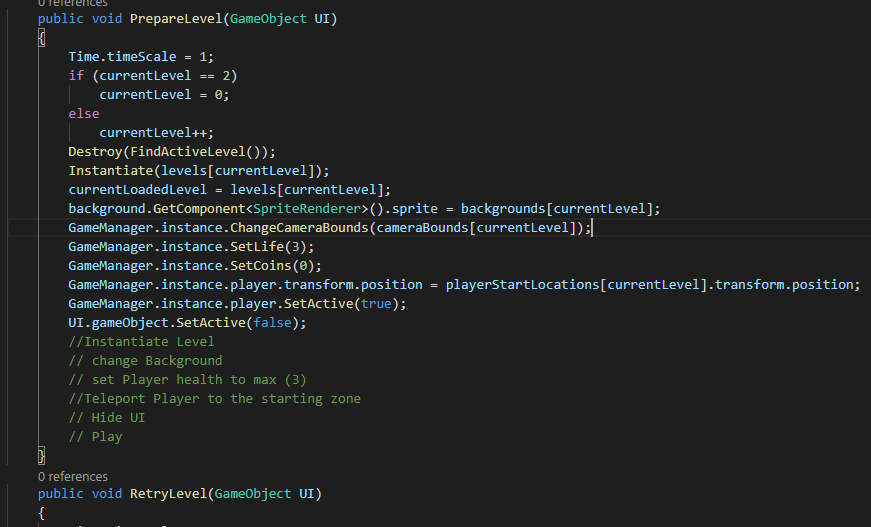 0 references
public void PrepareLevel(GameObject UI)
{
Time.timeScale = 1;
if (currentLevel == 2)
currentLevel = 0;
else
currentLevel++;
Destroy(FindActiveLevel());
Instantiate(levels[currentLevel]);
currentLoadedLevel = levels[currentLevel];
background.GetComponent<SpriteRenderer>().sprite = backgrounds[currentLevel];
GameManager.instance.ChangeCameraBounds(cameraBounds[currentLevel]);
GameManager.instance.SetLife(3);
GameManager.instance.SetCoins(0);
GameManager.instance.player.transform.position = playerStartLocations[currentLevel].transform.position;
GameManager.instance.player.SetActive(true);
UI.gameObject.SetActive(false);
//Instantiate Level
// change Background
// set Player health to max (3)
//Teleport Player to the starting zone
// Hide UI
// Play
}
0 references
public void RetryLevel(GameObject UI)
{